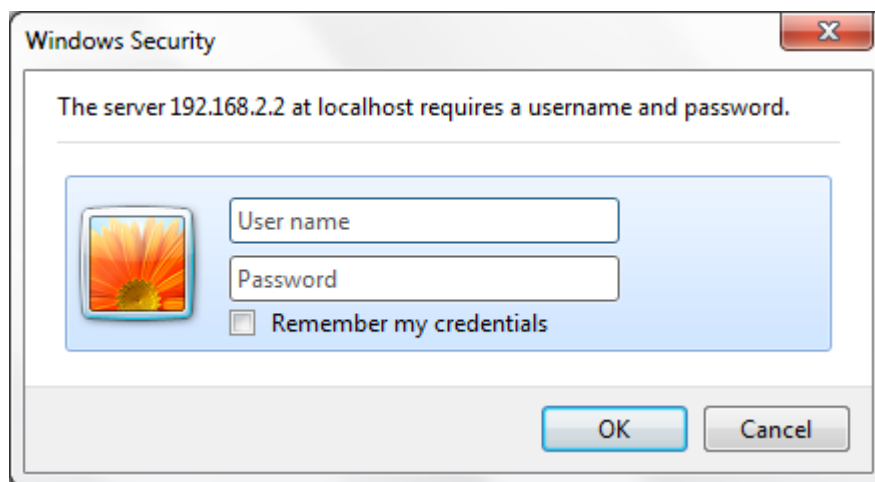 Windows Security
The server 192.168.2.2 at localhost requires a username and password.
User name
Password
Remember my credentials
OK
Cancel